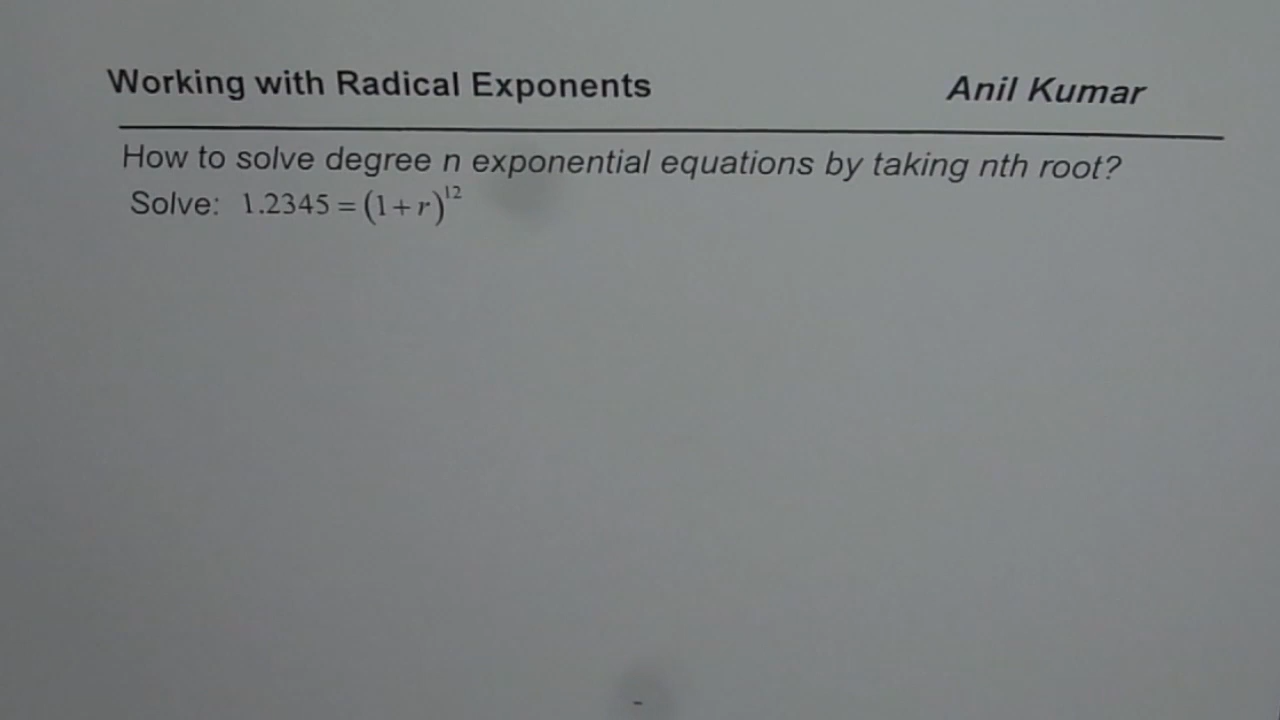 Working with Radical Exponents Anil Kumar
How to solve degree n exponential equations by taking nth root?
Solve: 1.2345 = (1+r)^12